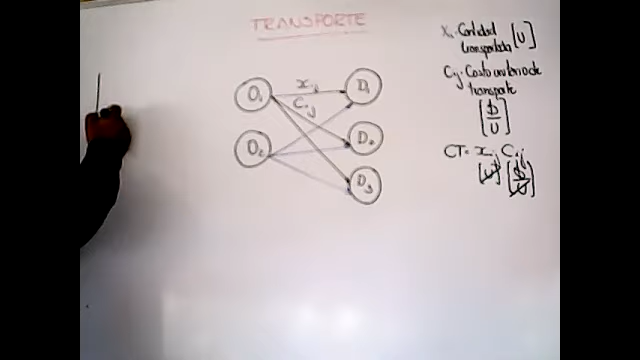 TRANSPORTE
Xij: Cantidad
transportada [U]
Cij: Costo unitario de
transporte
[$/U]
CT= xij Cij
[U] [$/U]
O1
xij
Cij
D1
O2
D2
D3